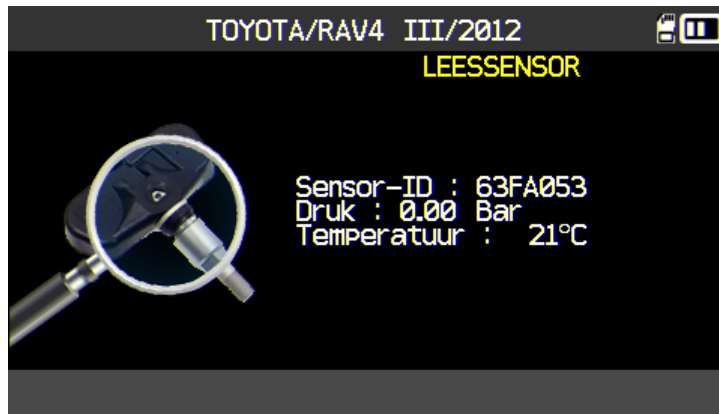 TOYOTA/RAV4 III/2012
LEESSENSOR
Sensor-ID : 63FA053
Druk : 0.00 Bar
Temperatuur : 21°C